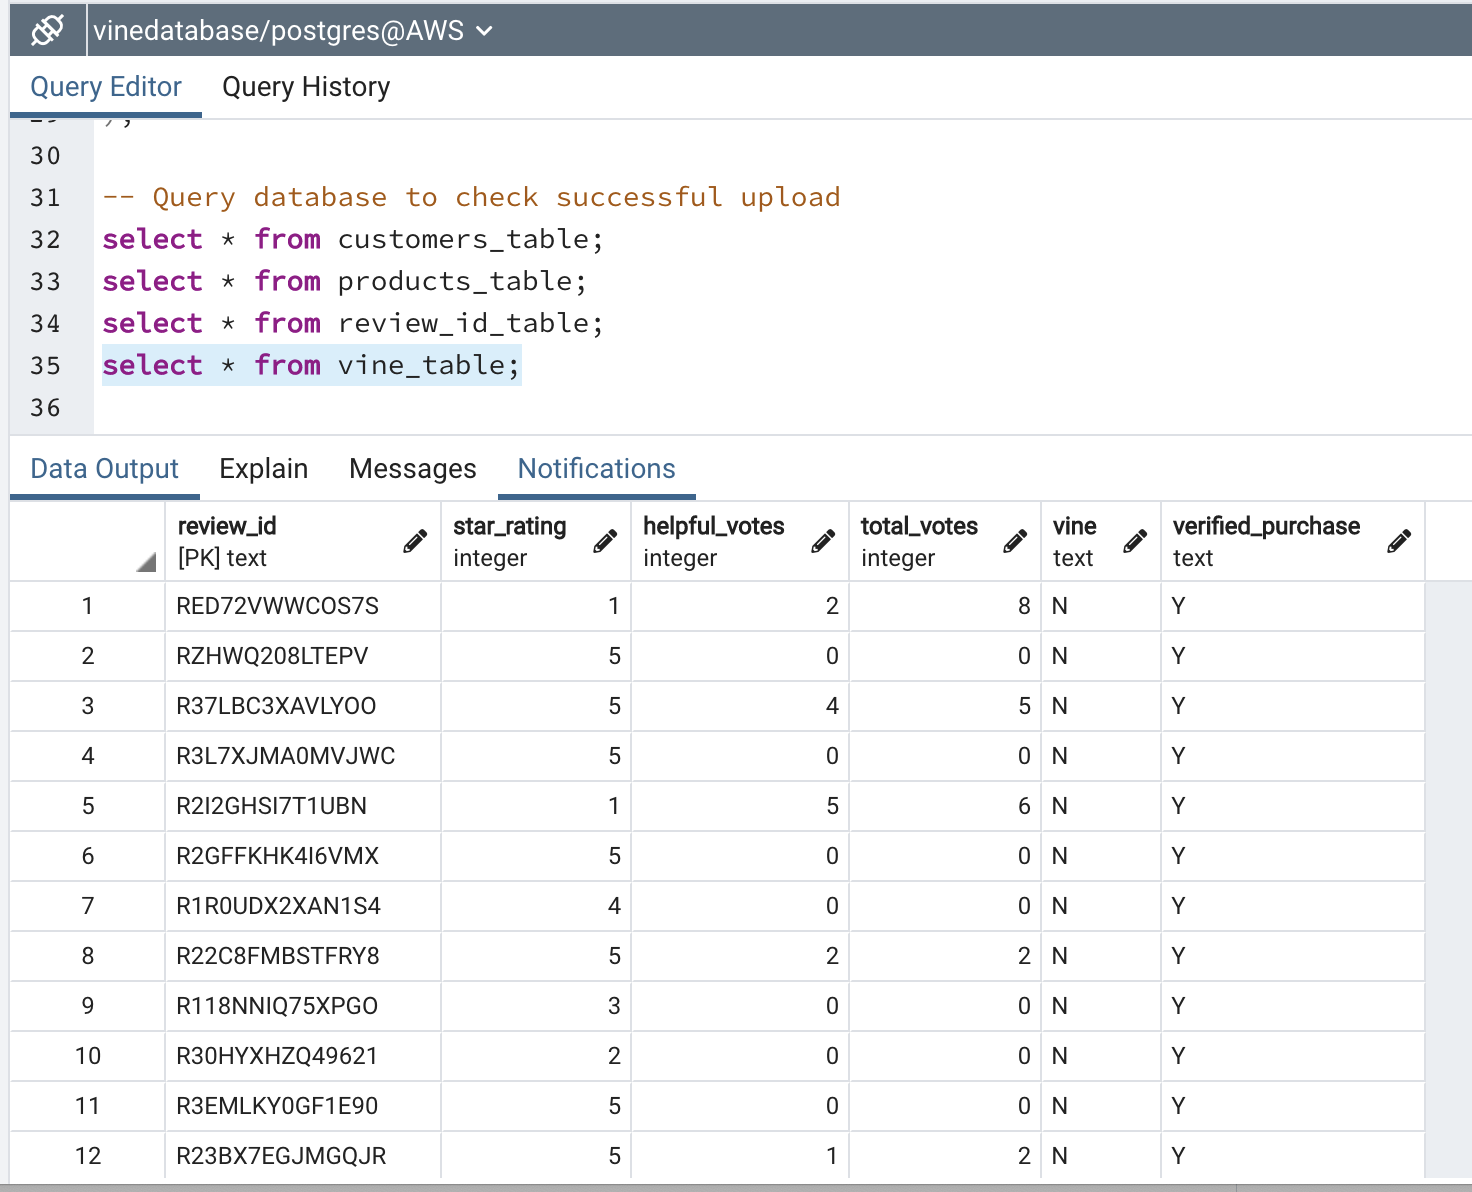 vinedatabase/postgres@AWS
Query Editor Query History
29 );
30
31 -- Query database to check successful upload
32 select * from customers_table;
33 select * from products_table;
34 select * from review_id_table;
35 select * from vine_table;
36
Data Output Explain Messages Notifications
review_id star_rating helpful_votes total_votes vine verified_purchase
[PK] text integer integer integer text text
1 RED72VWWCOS7S 1 2 8 N Y
2 RZHWQ208LTEPV 5 0 0 N Y
3 R37LBC3XAVLYOO 5 4 5 N Y
4 R3L7XJMA0MVJWC 5 0 0 N Y
5 R2I2GHSI7T1UBN 1 5 6 N Y
6 R2GFFKHK4I6VMX 5 0 0 N Y
7 R1R0UDX2XAN1S4 4 0 0 N Y
8 R22C8FMBSTFRY8 5 2 2 N Y
9 R118NNIQ75XPGO 3 0 0 N Y
10 R30HYXHZQ49621 2 0 0 N Y
11 R3EMLKY0GF1E90 5 0 0 N Y
12 R23BX7EGJMGQJR 5 1 2 N Y